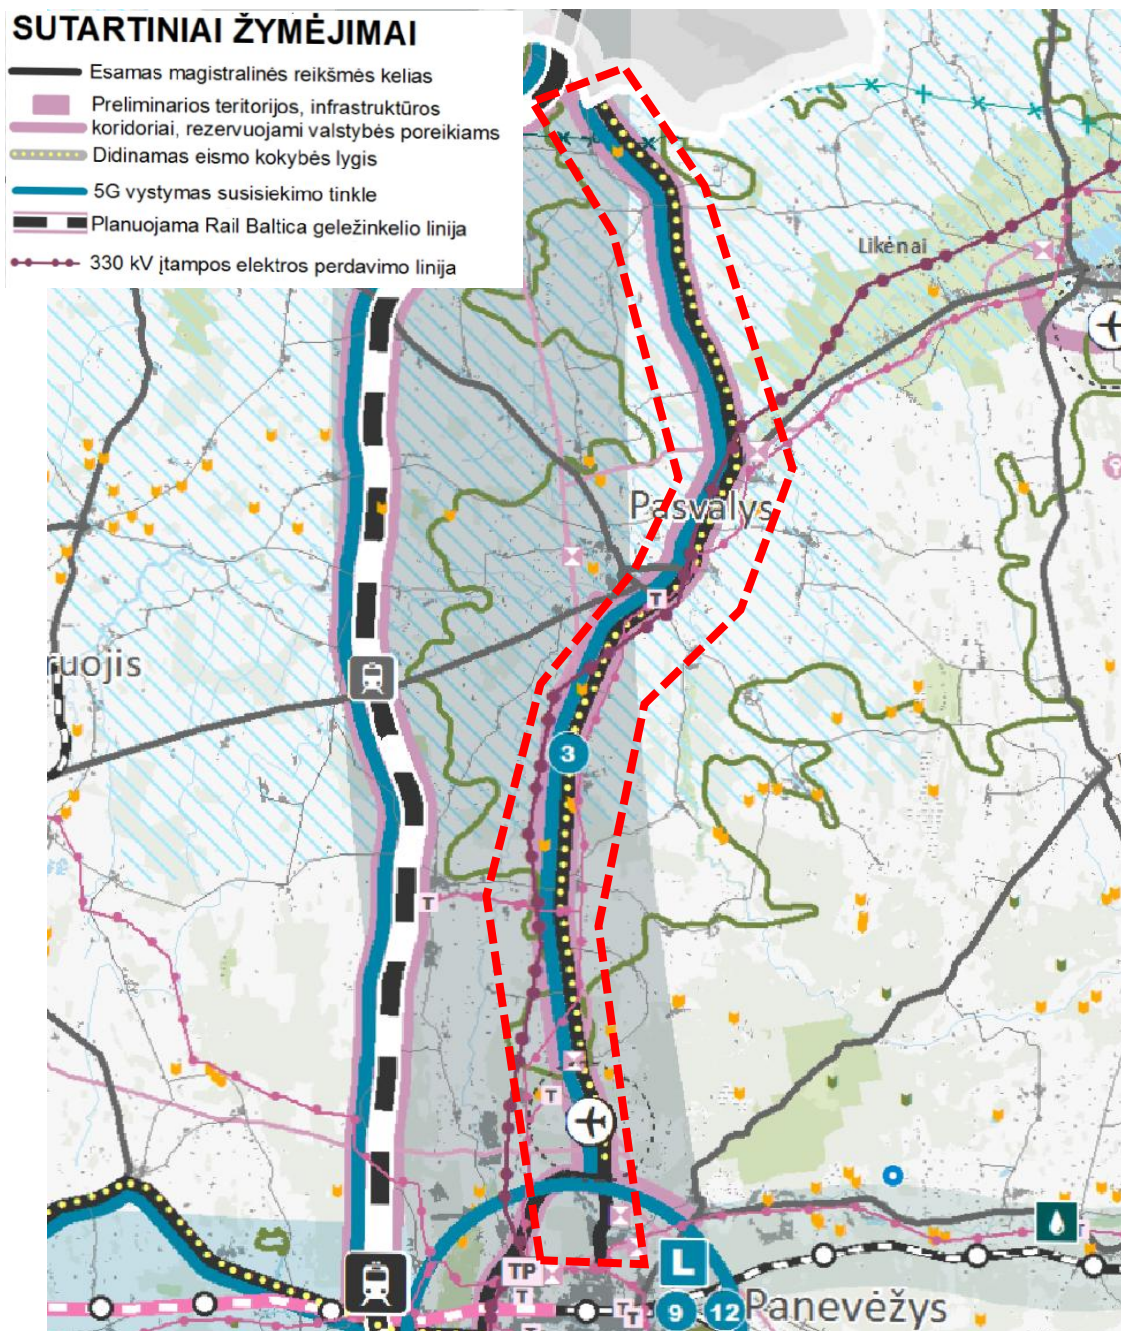 SUTARTINIAI ŽYMĖJIMAI
Esamas magistralinės reikšmės kelias
Preliminarios teritorijos, infrastruktūros
koridoriai, rezervuojami valstybės poreikiams
Didinamas eismo kokybės lygis
5G vystymas susisiekimo tinkle
Planuojama Rail Baltica geležinkelio linija
330 kV įtampos elektros perdavimo linija
Likėnai
Pasvalys
T
ruojis
3
T
T
TP
L
T
T
T
T
T
9
12
Panevėžys